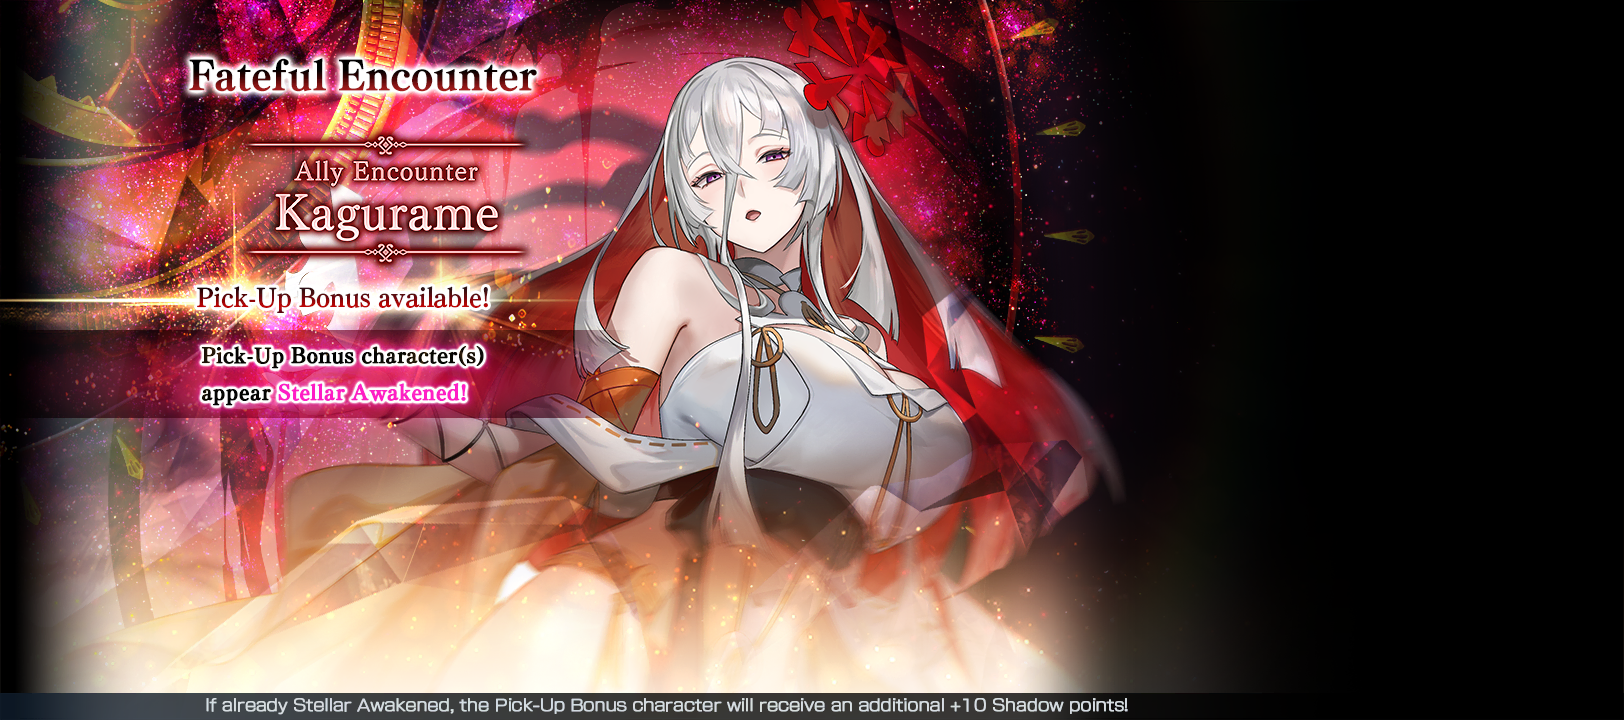 Fateful Encounter
Ally Encounter
Kagurame
Pick-Up Bonus available!
Pick-Up Bonus character(s)
appear Stellar Awakened!
If already Stellar Awakened, the Pick-Up Bonus character will receive an additional +10 Shadow points!